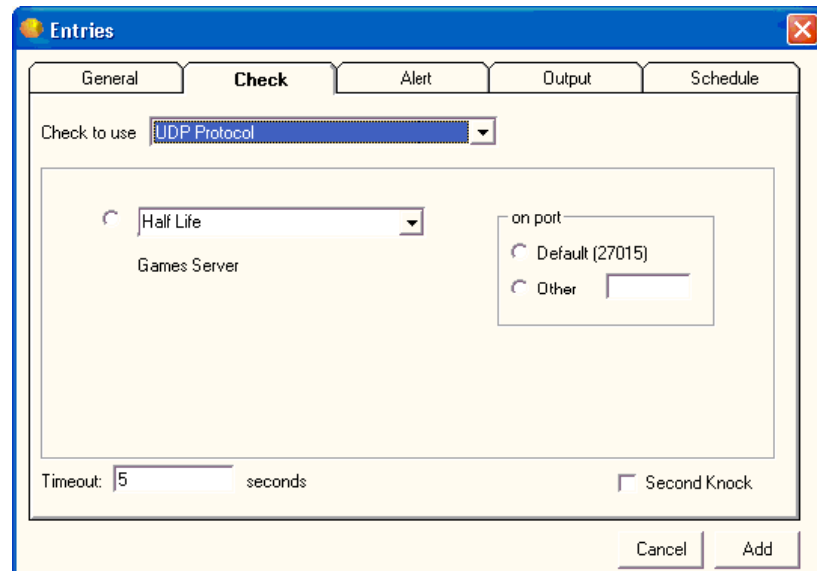 Entries
General Check Alert Output Schedule
Check to use UDP Protocol
Half Life
Games Server
on port
Default (27015)
Other
Timeout: 5 seconds
Second Knock
Cancel Add